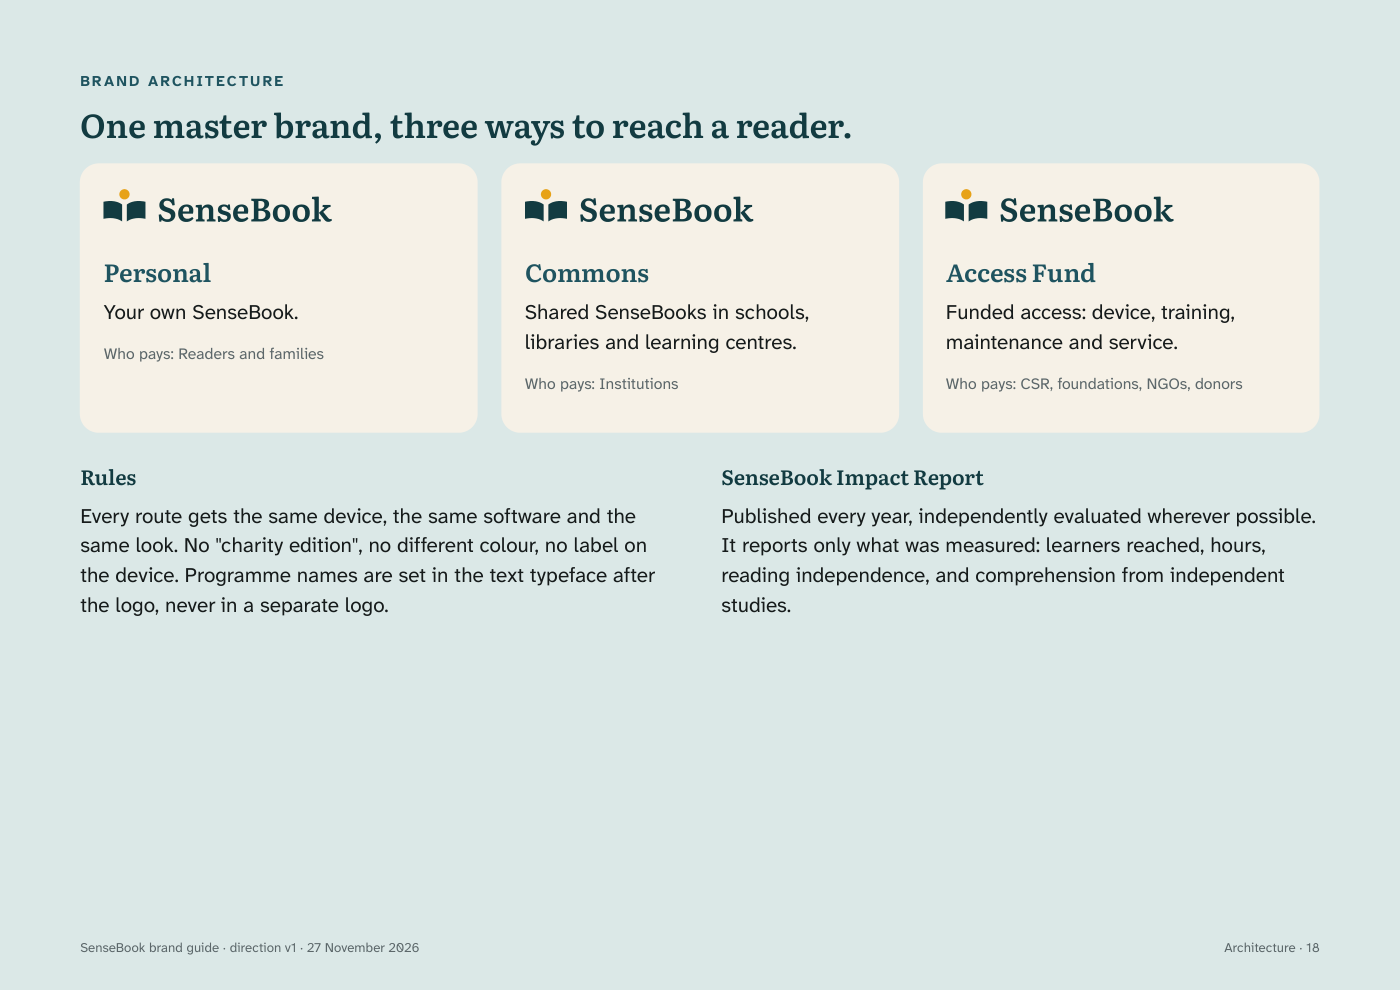 BRAND ARCHITECTURE
One master brand, three ways to reach a reader.
SenseBook
Personal
Your own SenseBook.
Who pays: Readers and families
SenseBook
Commons
Shared SenseBooks in schools,
libraries and learning centres.
Who pays: Institutions
SenseBook
Access Fund
Funded access: device, training,
maintenance and service.
Who pays: CSR, foundations, NGOs, donors
Rules
Every route gets the same device, the same software and the
same look. No "charity edition", no different colour, no label on
the device. Programme names are set in the text typeface after
the logo, never in a separate logo.
SenseBook Impact Report
Published every year, independently evaluated wherever possible.
It reports only what was measured: learners reached, hours,
reading independence, and comprehension from independent
studies.
SenseBook brand guide · direction v1 · 27 November 2026
Architecture · 18